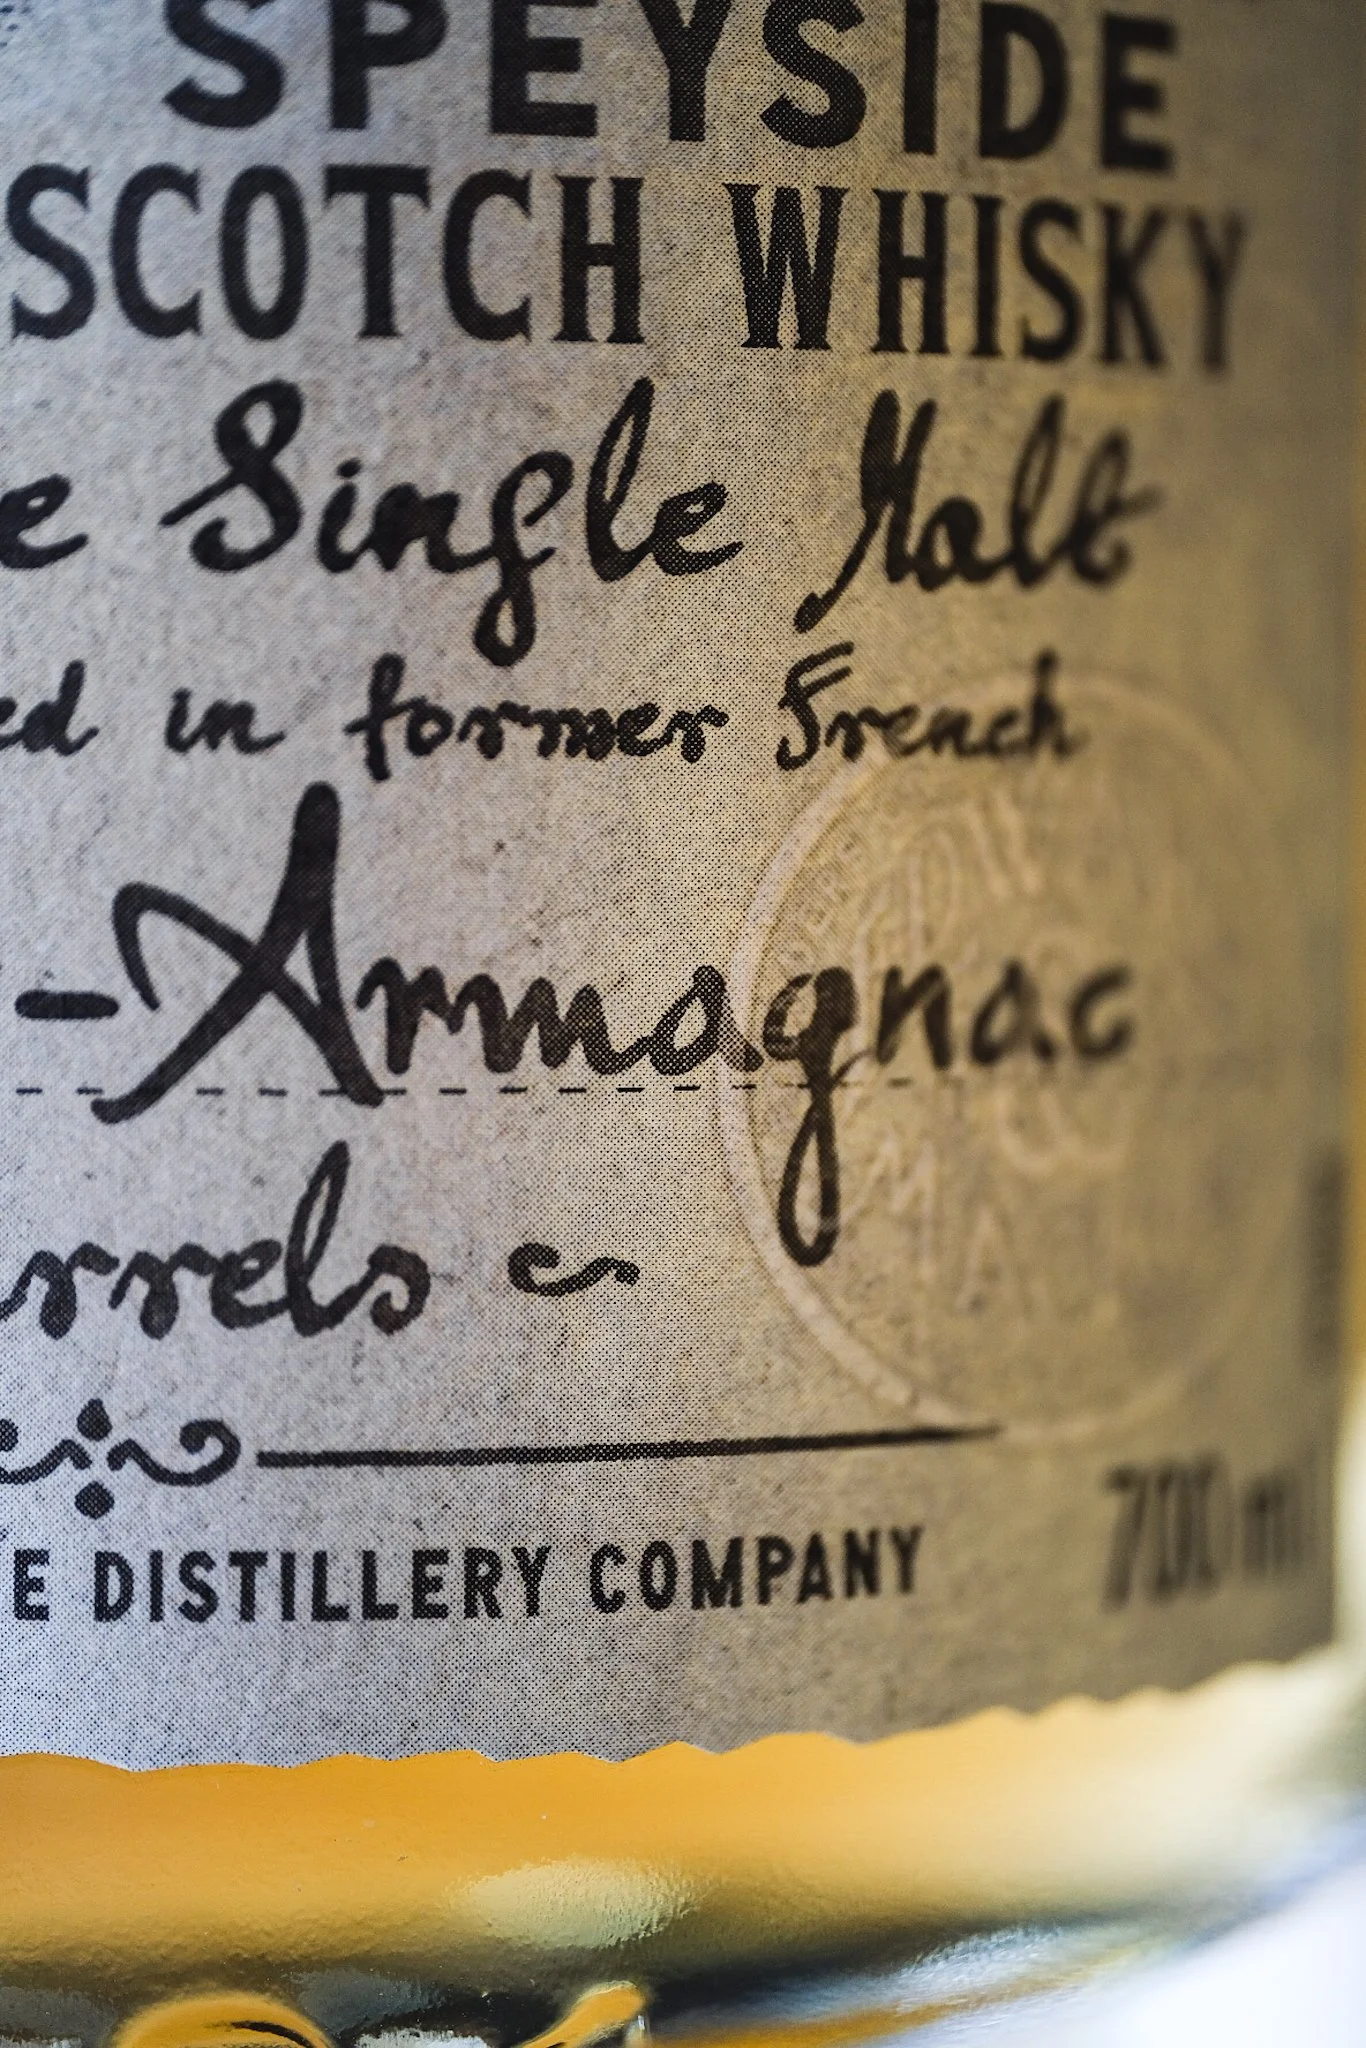 SPEYSIDE
SCOTCH WHISKY
e Single Malt
ed in former French
-Armagnac
rrels
E DISTILLERY COMPANY
700 ml